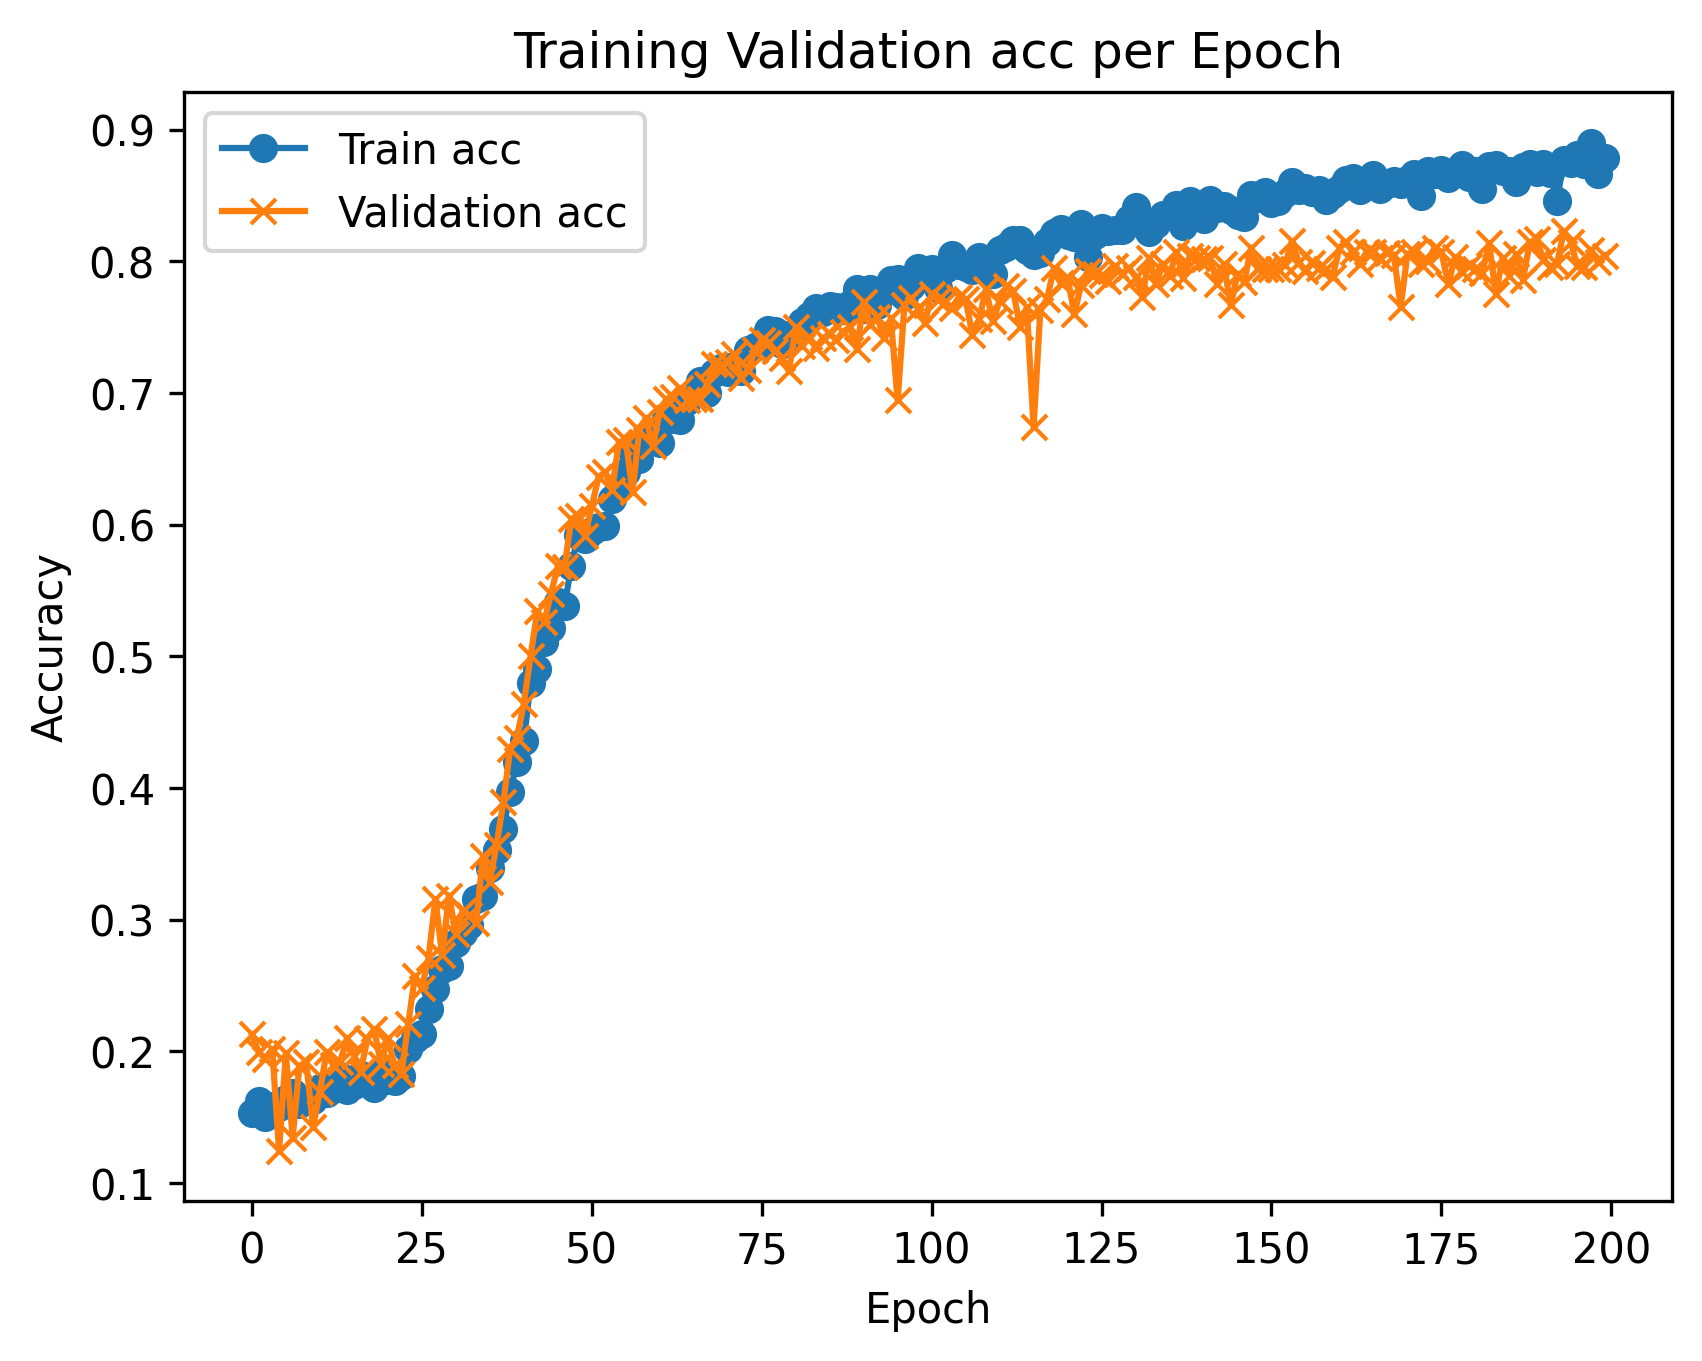 Training Validation acc per Epoch
Train acc
Validation acc
0.9
0.8
0.7
0.6
0.5
0.4
0.3
0.2
0.1
Accuracy
0 25 50 75 100 125 150 175 200
Epoch